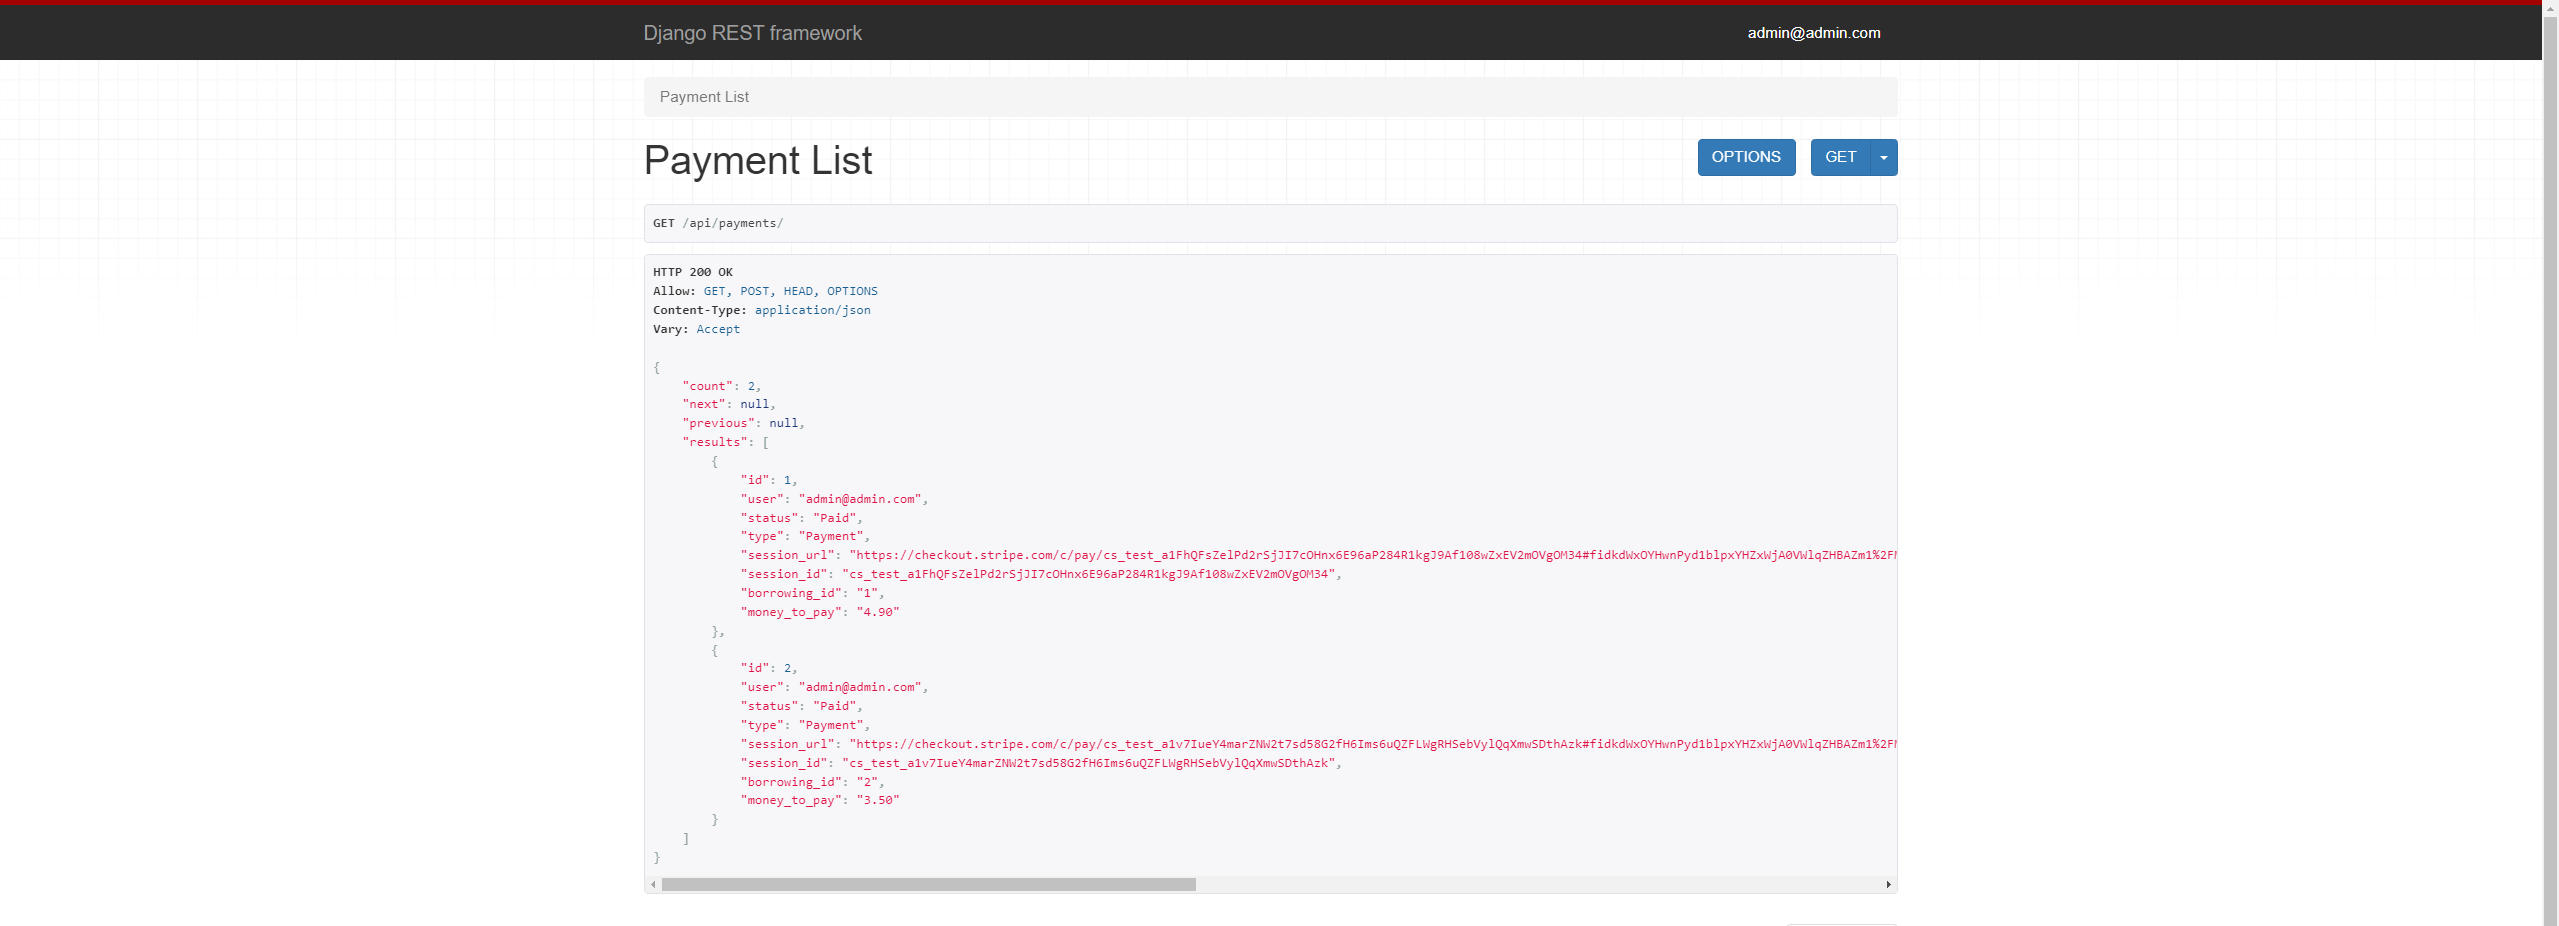 Django REST framework
admin@admin.com
Payment List
Payment List
OPTIONS
GET
GET /api/payments/
HTTP 200 OK
Allow: GET, POST, HEAD, OPTIONS
Content-Type: application/json
Vary: Accept
{
"count": 2,
"next": null,
"previous": null,
"results": [
{
"id": 1,
"user": "admin@admin.com",
"status": "Paid",
"type": "Payment",
"session_url": "https://checkout.stripe.com/c/pay/cs_test_a1FhQFsZelPd2rSjJI7cOHnx6E96aP284R1kgJ9Af108wZxEV2mOVgOM34#fidkdWxOYHwnPyd1blpxYHZxWjA0VWlqZHBAZm1%2FM
"session_id": "cs_test_a1FhQFsZelPd2rSjJI7cOHnx6E96aP284R1kgJ9Af108wZxEV2mOVgOM34",
"borrowing_id": "1",
"money_to_pay": "4.90"
},
{
"id": 2,
"user": "admin@admin.com",
"status": "Paid",
"type": "Payment",
"session_url": "https://checkout.stripe.com/c/pay/cs_test_a1v7IueY4marZNW2t7sd58G2fH6Ims6uQZFLWgRHSebVylQqXmwSDthAzk#fidkdWxOYHwnPyd1blpxYHZxWjA0VWlqZHBAZm1%2FM
"session_id": "cs_test_a1v7IueY4marZNW2t7sd58G2fH6Ims6uQZFLWgRHSebVylQqXmwSDthAzk",
"borrowing_id": "2",
"money_to_pay": "3.50"
}
]
}